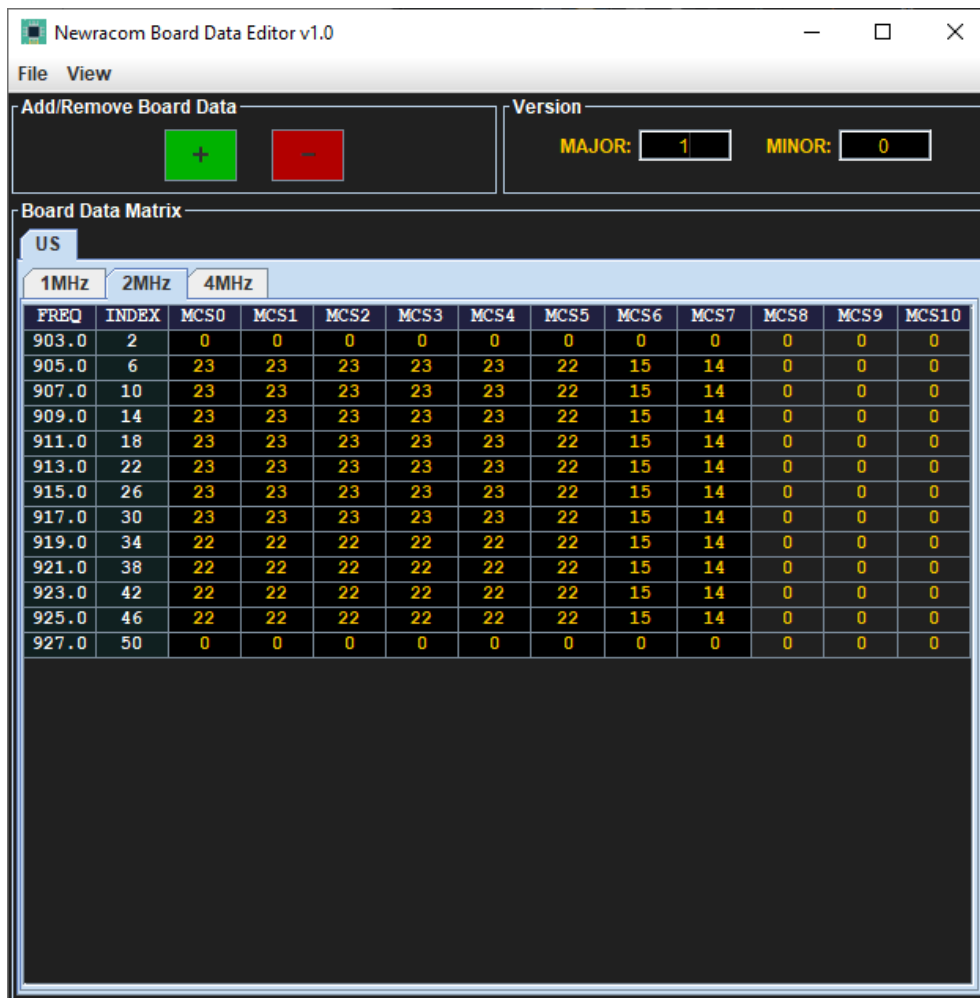 Newracom Board Data Editor v1.0
File View
Add/Remove Board Data
Version
+ -
MAJOR: 1 MINOR: 0
Board Data Matrix
US
1MHz 2MHz 4MHz
FREQ INDEX MCS0 MCS1 MCS2 MCS3 MCS4 MCS5 MCS6 MCS7 MCS8 MCS9 MCS10
903.0 2 0 0 0 0 0 0 0 0 0 0 0
905.0 6 23 23 23 23 23 22 15 14 0 0 0
907.0 10 23 23 23 23 23 22 15 14 0 0 0
909.0 14 23 23 23 23 23 22 15 14 0 0 0
911.0 18 23 23 23 23 23 22 15 14 0 0 0
913.0 22 23 23 23 23 23 22 15 14 0 0 0
915.0 26 23 23 23 23 23 22 15 14 0 0 0
917.0 30 23 23 23 23 23 22 15 14 0 0 0
919.0 34 22 22 22 22 22 22 15 14 0 0 0
921.0 38 22 22 22 22 22 22 15 14 0 0 0
923.0 42 22 22 22 22 22 22 15 14 0 0 0
925.0 46 22 22 22 22 22 22 15 14 0 0 0
927.0 50 0 0 0 0 0 0 0 0 0 0 0